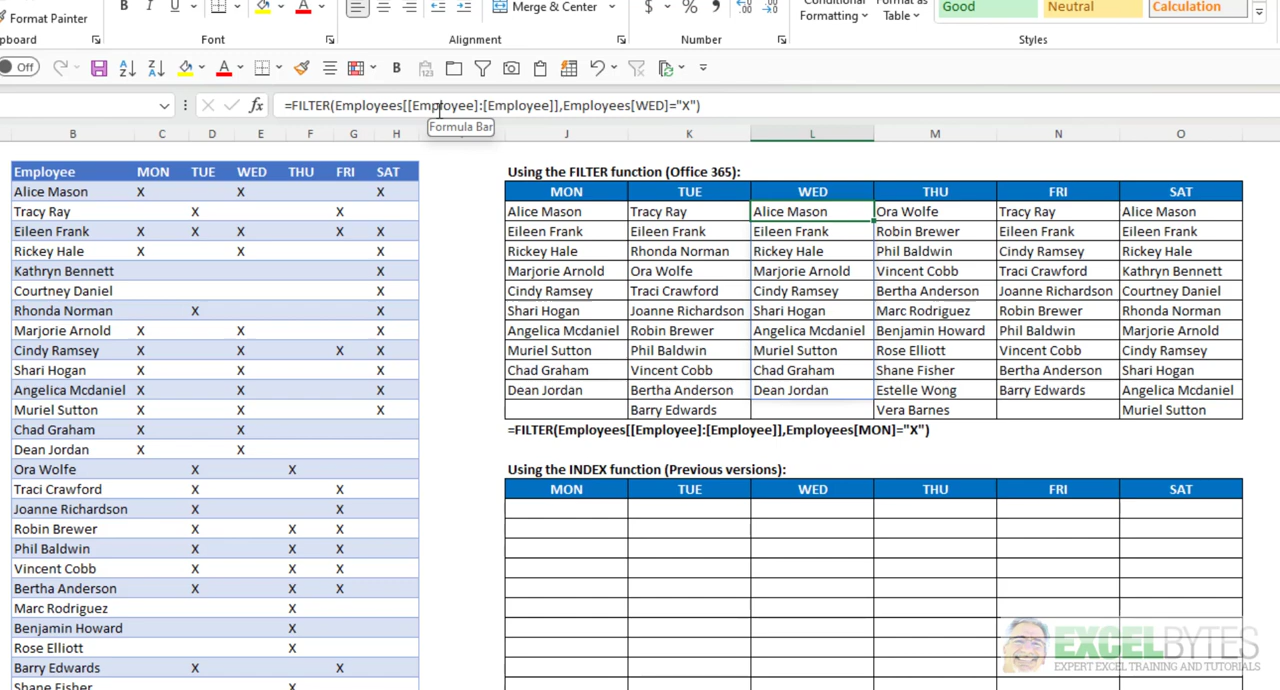 Format Painter
B I U
Merge & Center
$ % 9
Conditional Format as
Formatting Table
Good Neutral Calculation
Font Alignment Number Styles
Off
B
fx =FILTER(Employees[[Employee]:[Employee]],Employees[WED]="X")
Formula Bar
B C D E F G H J K L M N O
Employee MON TUE WED THU FRI SAT
Alice Mason X X X
Tracy Ray X X
Eileen Frank X X X X X
Rickey Hale X X X
Kathryn Bennett X
Courtney Daniel X
Rhonda Norman X X
Marjorie Arnold X X X
Cindy Ramsey X X X X
Shari Hogan X X X
Angelica Mcdaniel X X X
Muriel Sutton X X X
Chad Graham X X
Dean Jordan X X
Ora Wolfe X X
Traci Crawford X X
Joanne Richardson X X
Robin Brewer X X X
Phil Baldwin X X X
Vincent Cobb X X X
Bertha Anderson X X X
Marc Rodriguez X
Benjamin Howard X
Rose Elliott X
Barry Edwards X X
Shane Fisher X
Using the FILTER function (Office 365):
MON TUE WED THU FRI SAT
Alice Mason Tracy Ray Alice Mason Ora Wolfe Tracy Ray Alice Mason
Eileen Frank Eileen Frank Eileen Frank Robin Brewer Eileen Frank Eileen Frank
Rickey Hale Rhonda Norman Rickey Hale Phil Baldwin Cindy Ramsey Rickey Hale
Marjorie Arnold Ora Wolfe Marjorie Arnold Vincent Cobb Traci Crawford Kathryn Bennett
Cindy Ramsey Traci Crawford Cindy Ramsey Bertha Anderson Joanne Richardson Courtney Daniel
Shari Hogan Joanne Richardson Shari Hogan Marc Rodriguez Robin Brewer Rhonda Norman
Angelica Mcdaniel Robin Brewer Angelica Mcdaniel Benjamin Howard Phil Baldwin Marjorie Arnold
Muriel Sutton Phil Baldwin Muriel Sutton Rose Elliott Vincent Cobb Cindy Ramsey
Chad Graham Vincent Cobb Chad Graham Shane Fisher Bertha Anderson Shari Hogan
Dean Jordan Bertha Anderson Dean Jordan Estelle Wong Barry Edwards Angelica Mcdaniel
Barry Edwards Vera Barnes Muriel Sutton
=FILTER(Employees[[Employee]:[Employee]],Employees[MON]="X")
Using the INDEX function (Previous versions):
MON TUE WED THU FRI SAT
EXCELBYTES
EXPERT EXCEL TRAINING AND TUTORIALS